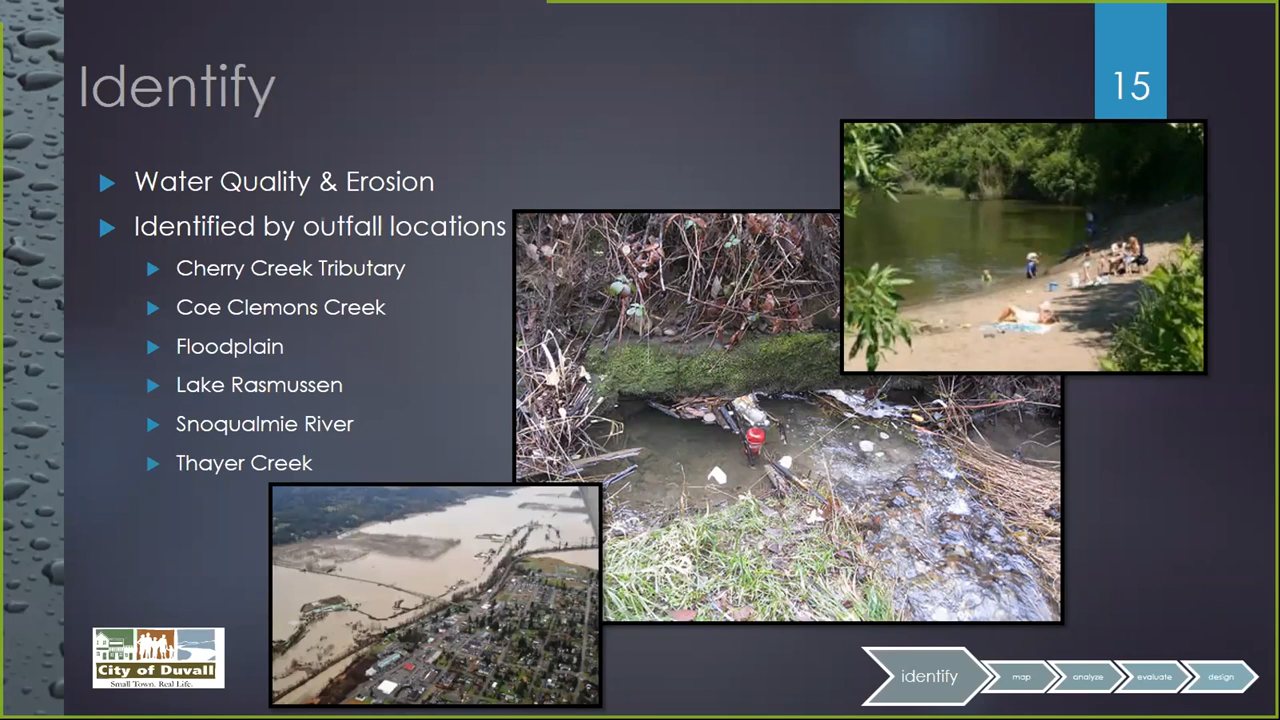 Identify
15
Water Quality & Erosion
Identified by outfall locations
Cherry Creek Tributary
Coe Clemons Creek
Floodplain
Lake Rasmussen
Snoqualmie River
Thayer Creek
City of Duvall
Small Town. Real Life.
identify
map
analyze
evaluate
design